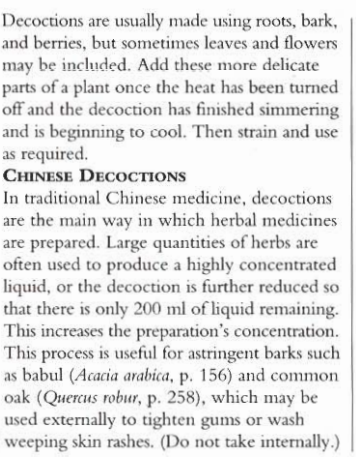 Decoctions are usually made using roots, bark,
and berries, but sometimes leaves and flowers
may be included. Add these more delicate
parts of a plant once the heat has been turned
off and the decoction has finished simmering
and is beginning to cool. Then strain and use
as required.
CHINESE DECOCTIONS
In traditional Chinese medicine, decoctions
are the main way in which herbal medicines
are prepared. Large quantities of herbs are
often used to produce a highly concentrated
liquid, or the decoction is further reduced so
that there is only 200 ml of liquid remaining.
This increases the preparation's concentration.
This process is useful for astringent barks such
as babul (Acacia arabica, p. 156) and common
oak (Quercus robur, p. 258), which may be
used externally to tighten gums or wash
weeping skin rashes. (Do not take internally.)